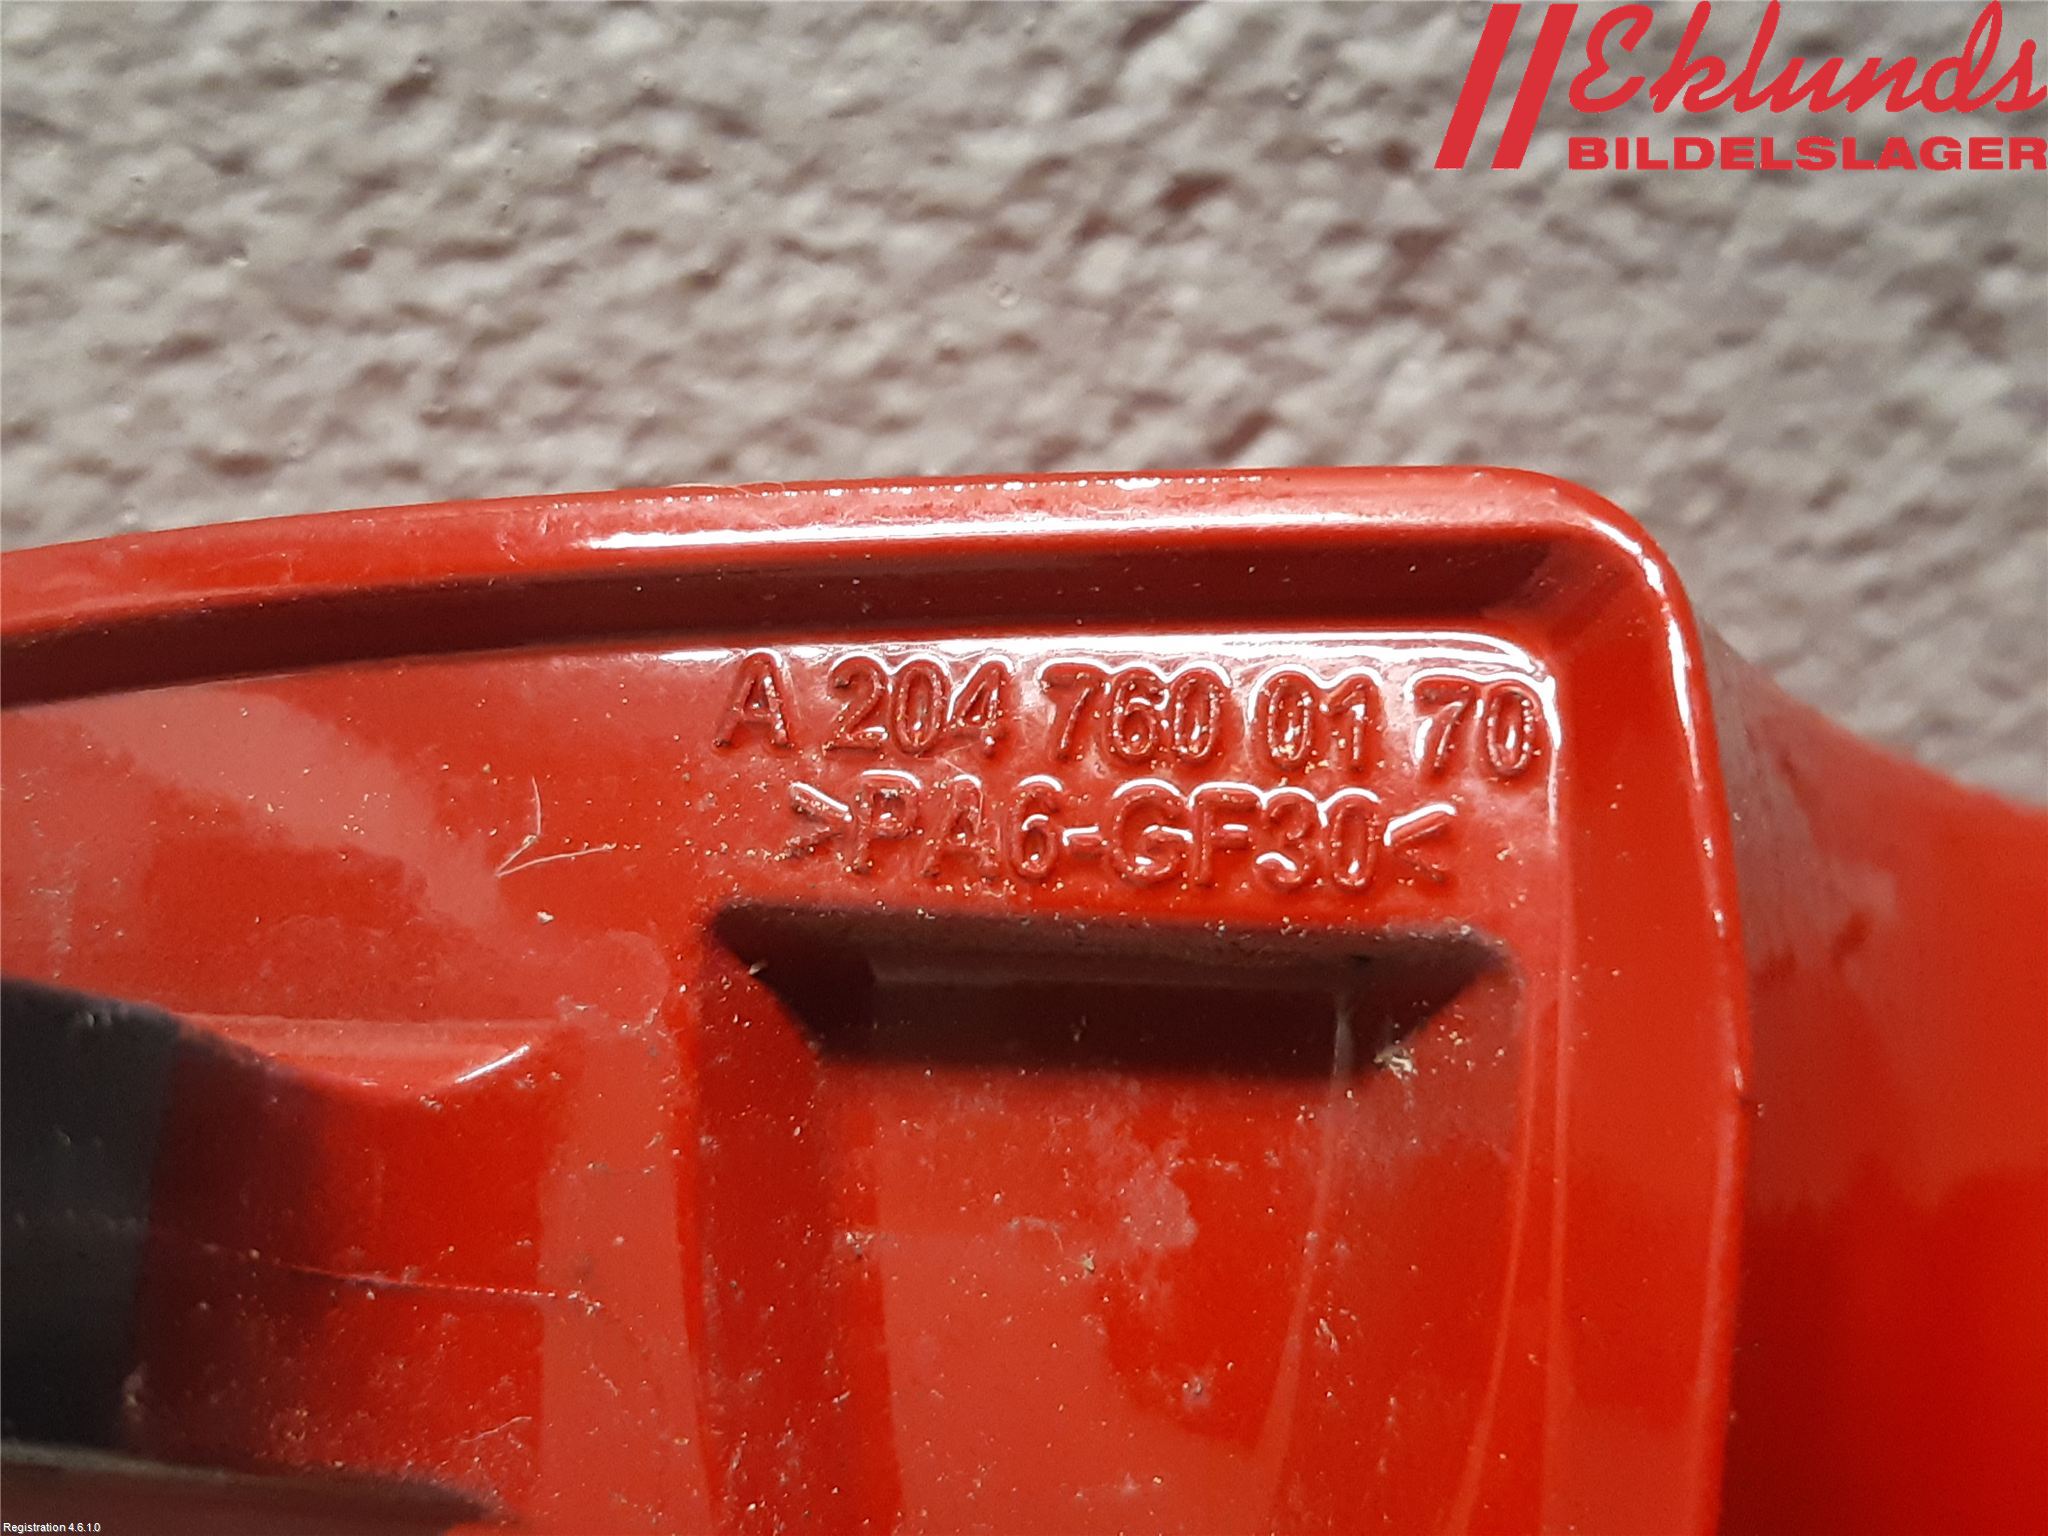 Eklunds
BILDELSLAGER
A 204 760 01 70
>PA6-GF30<
Registration 4.6.1.0